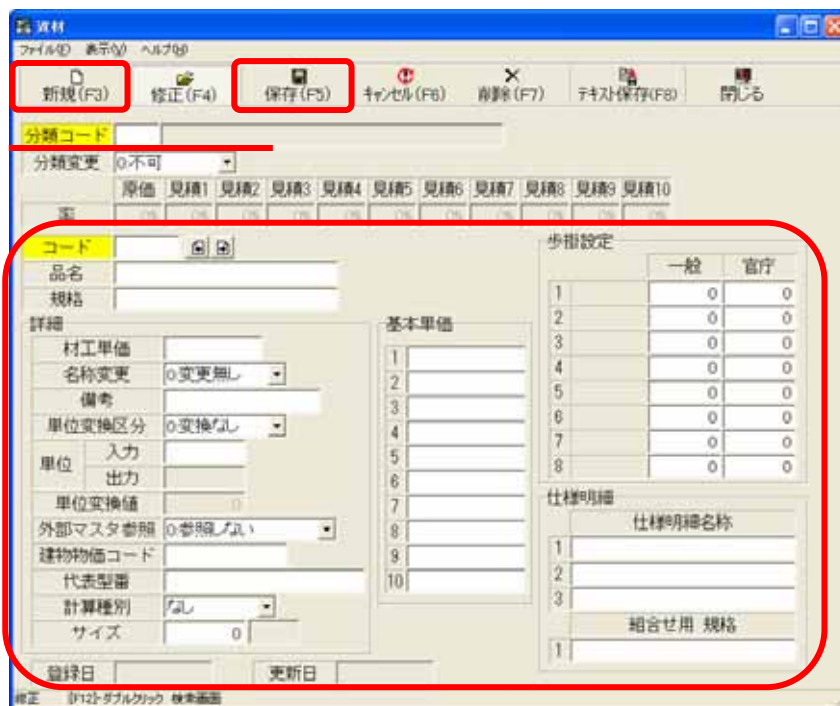 資材
ファイル(F) 表示(V) ヘルプ(H)
新規(F3) 修正(F4) 保存(F5) キャンセル(F6) 削除(F7) テキスト保存(F8) 閉じる
分類コード
分類変更 0:不可
原価 見積1 見積2 見積3 見積4 見積5 見積6 見積7 見積8 見積9 見積10
率 0% 0% 0% 0% 0% 0% 0% 0% 0% 0% 0%
コード
品名
規格
詳細
材工単価
名称変更 0:変更無し
備考
単位変換区分 0:変換なし
単位 入力
出力
単位変換値 0
外部マスタ参照 0:参照しない
建物物価コード
代表型番
計算種別 なし
サイズ 0
基本単価
1
2
3
4
5
6
7
8
9
10
歩掛設定
一般 官庁
1 0 0
2 0 0
3 0 0
4 0 0
5 0 0
6 0 0
7 0 0
8 0 0
仕様明細
仕様明細名称
1
2
3
組合せ用 規格
1
登録日 更新日
修正 [F12]・ダブルクリック 検索画面